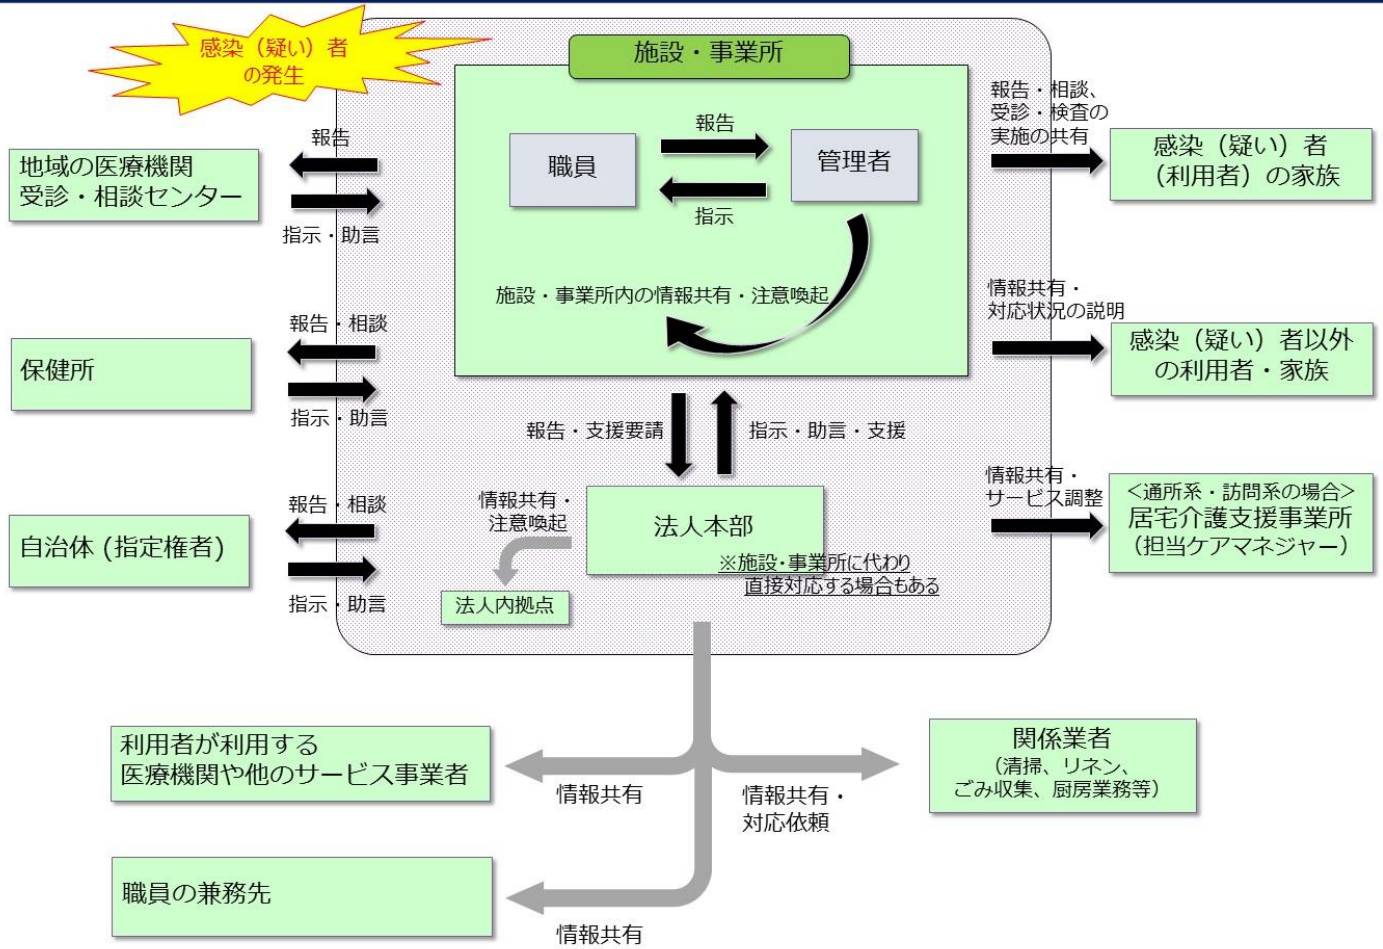 感染（疑い）者
の発生
施設・事業所
職員
報告
管理者
指示
施設・事業所内の情報共有・注意喚起
報告
地域の医療機関
受診・相談センター
指示・助言
報告・相談
保健所
指示・助言
報告・相談
自治体 (指定権者)
指示・助言
報告・相談、
受診・検査の
実施の共有
感染（疑い）者
（利用者）の家族
情報共有・
対応状況の説明
感染（疑い）者以外
の利用者・家族
情報共有・
サービス調整
＜通所系・訪問系の場合＞
居宅介護支援事業所
（担当ケアマネジャー）
報告・支援要請
指示・助言・支援
情報共有・
注意喚起
法人本部
※施設・事業所に代わり
直接対応する場合もある
法人内拠点
利用者が利用する
医療機関や他のサービス事業者
情報共有
情報共有・
対応依頼
関係業者
（清掃、リネン、
ごみ収集、厨房業務等）
職員の兼務先
情報共有